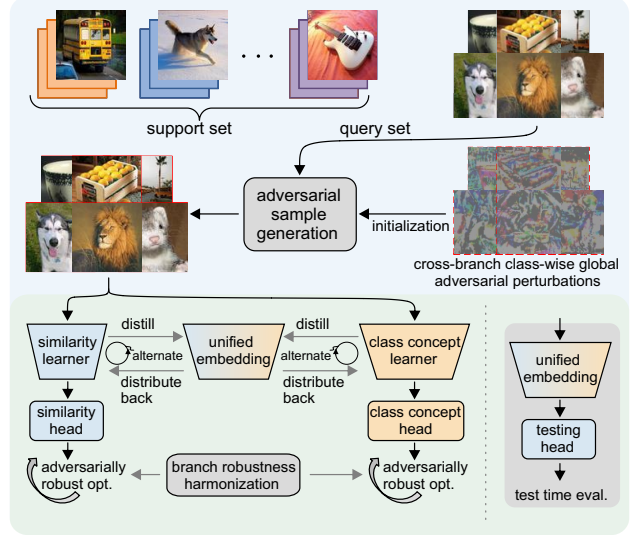 support set
query set
adversarial
sample
generation
initialization
cross-branch class-wise global
adversarial perturbations
similarity
learner
distill
alternate
distribute
back
unified
embedding
distill
alternate
distribute
back
class concept
learner
similarity
head
class concept
head
adversarially
robust opt.
branch robustness
harmonization
adversarially
robust opt.
unified
embedding
testing
head
test time eval.